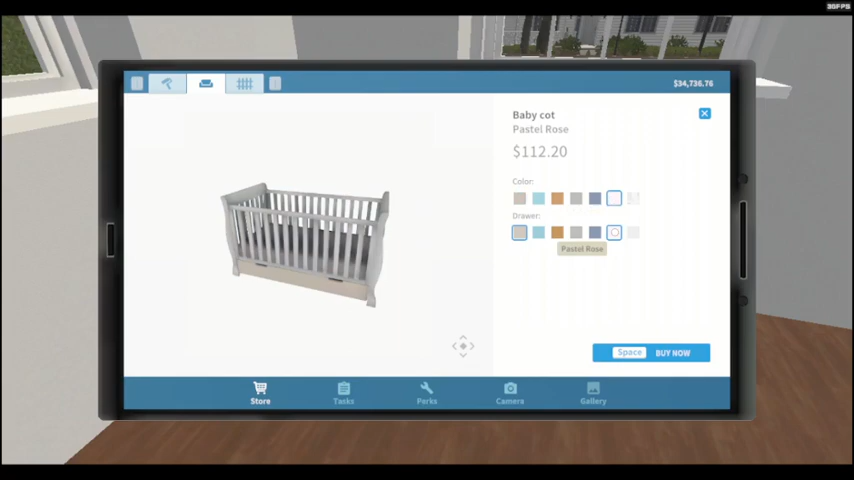 35FPS
$34,736.76
Baby cot
Pastel Rose
$112.20
Color:
Drawer:
Pastel Rose
Space BUY NOW
Store Tasks Perks Camera Gallery